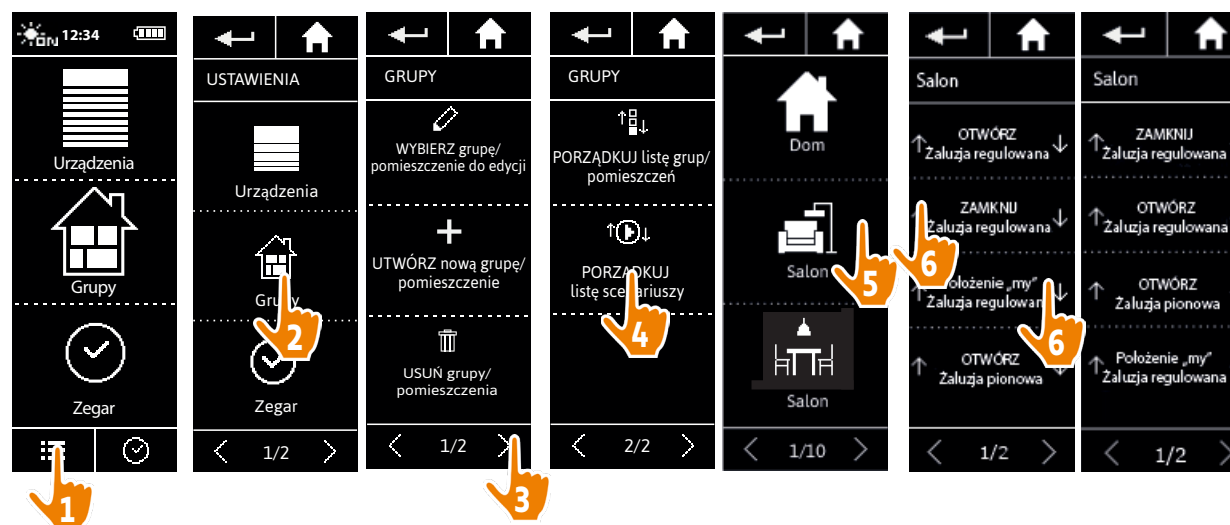 ON 12:34
Urządzenia
Grupy
Zegar
1
USTAWIENIA
Urządzenia
Grupy
2
Zegar
1/2
GRUPY
WYBIERZ grupę/
pomieszczenie do edycji
UTWÓRZ nową grupę/
pomieszczenie
USUŃ grupy/
pomieszczenia
1/2
3
GRUPY
PORZĄDKUJ listę grup/
pomieszczeń
PORZĄDKUJ
listę scenariuszy
4
2/2
Dom
Salon
5
Salon
1/10
Salon
OTWÓRZ
Żaluzja regulowana
ZAMKNIJ
Żaluzja regulowana
6
Położenie „my”
Żaluzja regulowana
6
OTWÓRZ
Żaluzja pionowa
1/2
Salon
ZAMKNIJ
Żaluzja regulowana
OTWÓRZ
Żaluzja regulowana
OTWÓRZ
Żaluzja pionowa
Położenie „my”
Żaluzja regulowana
1/2